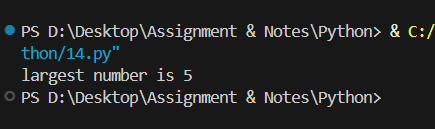 PS D:\Desktop\Assignment & Notes\Python> & C:/
thon/14.py"
largest number is 5
PS D:\Desktop\Assignment & Notes\Python>